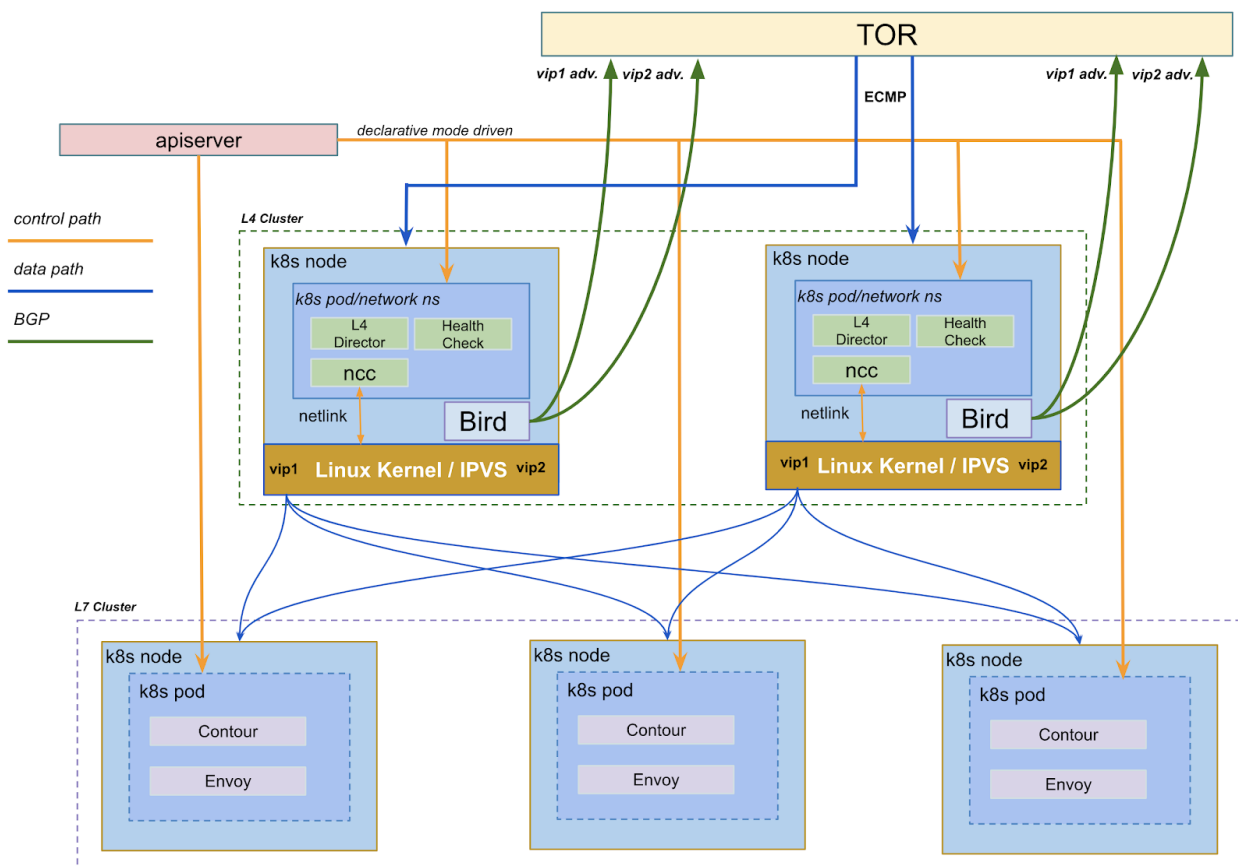 TOR
vip1 adv.
vip2 adv.
ECMP
vip1 adv.
vip2 adv.
declarative mode driven
apiserver
control path
data path
BGP
L4 Cluster
k8s node
k8s pod/network ns
L4
Director
Health
Check
ncc
netlink
Bird
vip1
Linux Kernel / IPVS
vip2
k8s node
k8s pod/network ns
L4
Director
Health
Check
ncc
netlink
Bird
vip1
Linux Kernel / IPVS
vip2
L7 Cluster
k8s node
k8s pod
Contour
Envoy
k8s node
k8s pod
Contour
Envoy
k8s node
k8s pod
Contour
Envoy